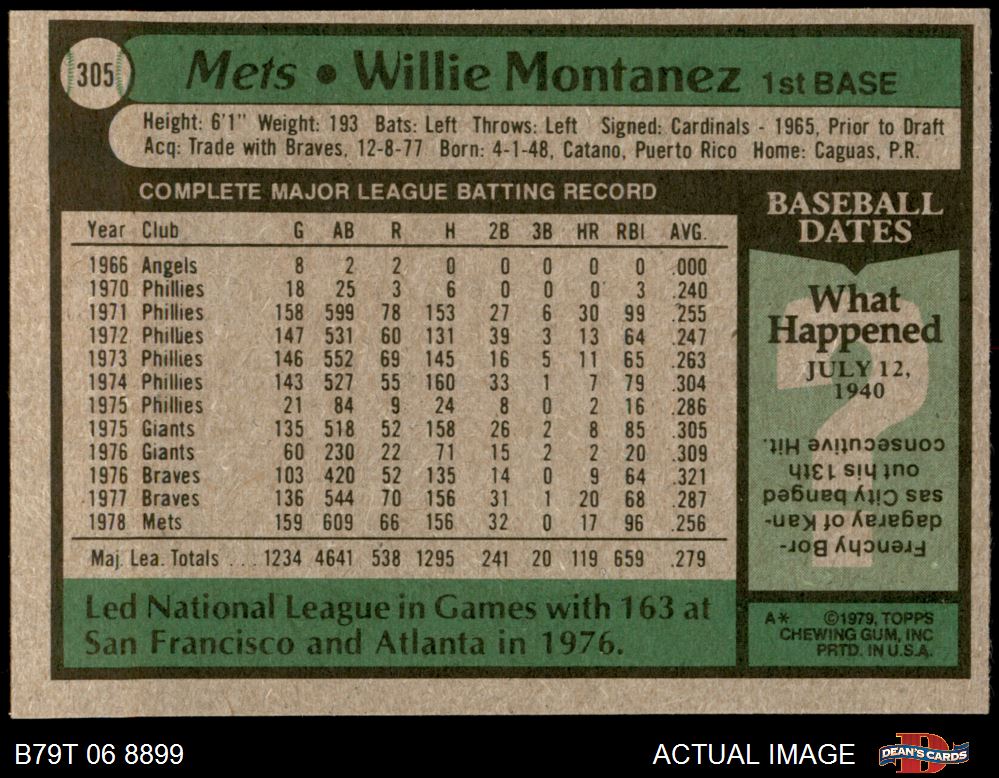 305
Mets • Willie Montanez 1st BASE
Height: 6'1" Weight: 193 Bats: Left Throws: Left Signed: Cardinals - 1965, Prior to Draft
Acq: Trade with Braves, 12-8-77 Born: 4-1-48, Catano, Puerto Rico Home: Caguas, P.R.
COMPLETE MAJOR LEAGUE BATTING RECORD
Year Club G AB R H 2B 3B HR RBI AVG.
1966 Angels 8 2 2 0 0 0 0 0 .000
1970 Phillies 18 25 3 6 0 0 0 3 .240
1971 Phillies 158 599 78 153 27 6 30 99 .255
1972 Phillies 147 531 60 131 39 3 13 64 .247
1973 Phillies 146 552 69 145 16 5 11 65 .263
1974 Phillies 143 527 55 160 33 1 7 79 .304
1975 Phillies 21 84 9 24 8 0 2 16 .286
1975 Giants 135 518 52 158 26 2 8 85 .305
1976 Giants 60 230 22 71 15 2 2 20 .309
1976 Braves 103 420 52 135 14 0 9 64 .321
1977 Braves 136 544 70 156 31 1 20 68 .287
1978 Mets 159 609 66 156 32 0 17 96 .256
Maj. Lea. Totals . . . 1234 4641 538 1295 241 20 119 659 .279
Led National League in Games with 163 at
San Francisco and Atlanta in 1976.
BASEBALL
DATES
What
Happened
JULY 12,
1940
?
Frenchy Bor-
dagaray of Kan-
sas City banged
out his 13th
consecutive Hit.
A* ©1979, TOPPS
CHEWING GUM, INC
PRTD. IN U.S.A.
B79T 06 8899
ACTUAL IMAGE
D
DEAN'S CARDS